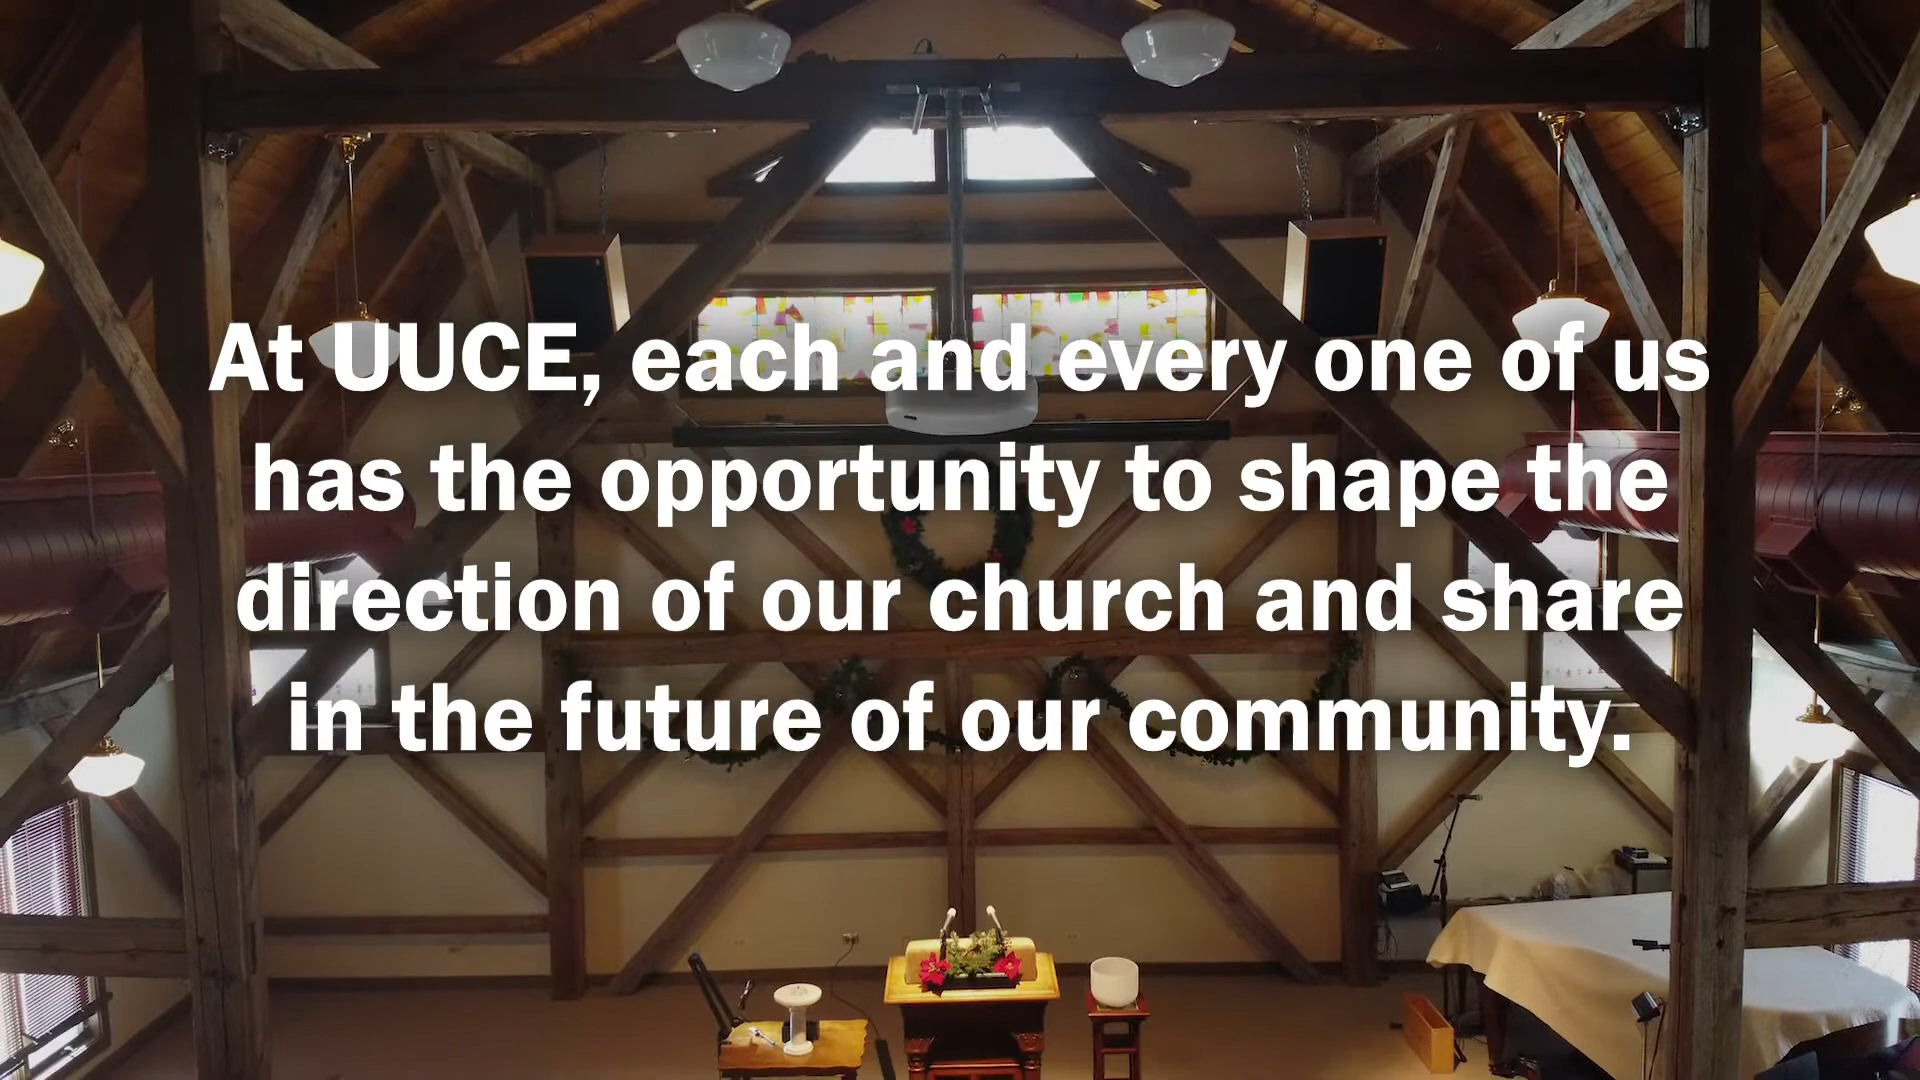 At UUCE, each and every one of us
has the opportunity to shape the
direction of our church and share
in the future of our community.